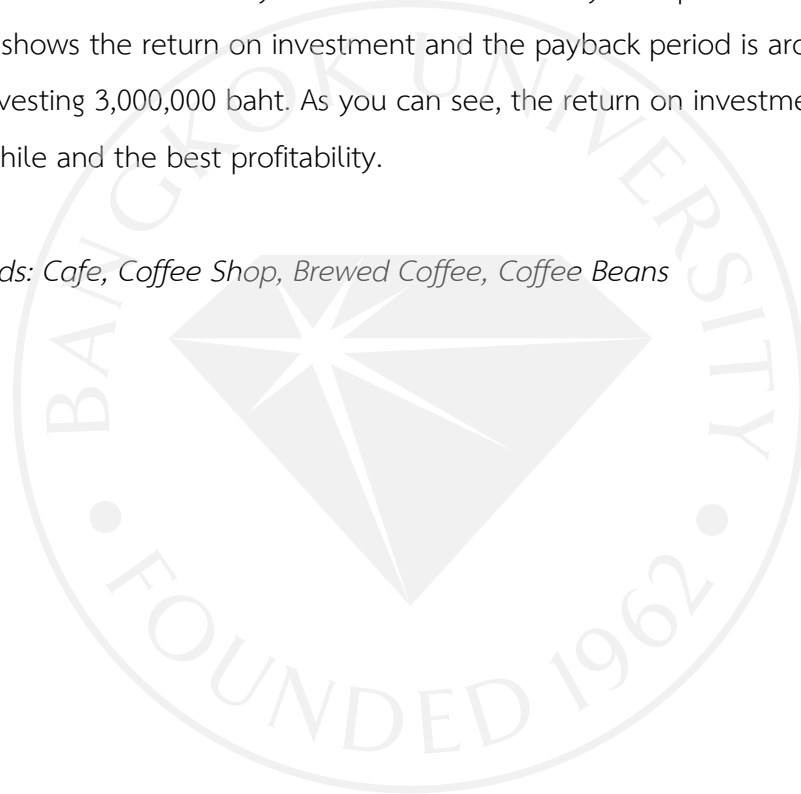 shows the return on investment and the payback period is
vesting 3,000,000 baht. As you can see, the return on
hile and the best profitability.
ds: Cafe, Coffee Shop, Brewed Coffee, Coffee Beans
BANGKOK UNIVERSITY
FOUNDED 1962